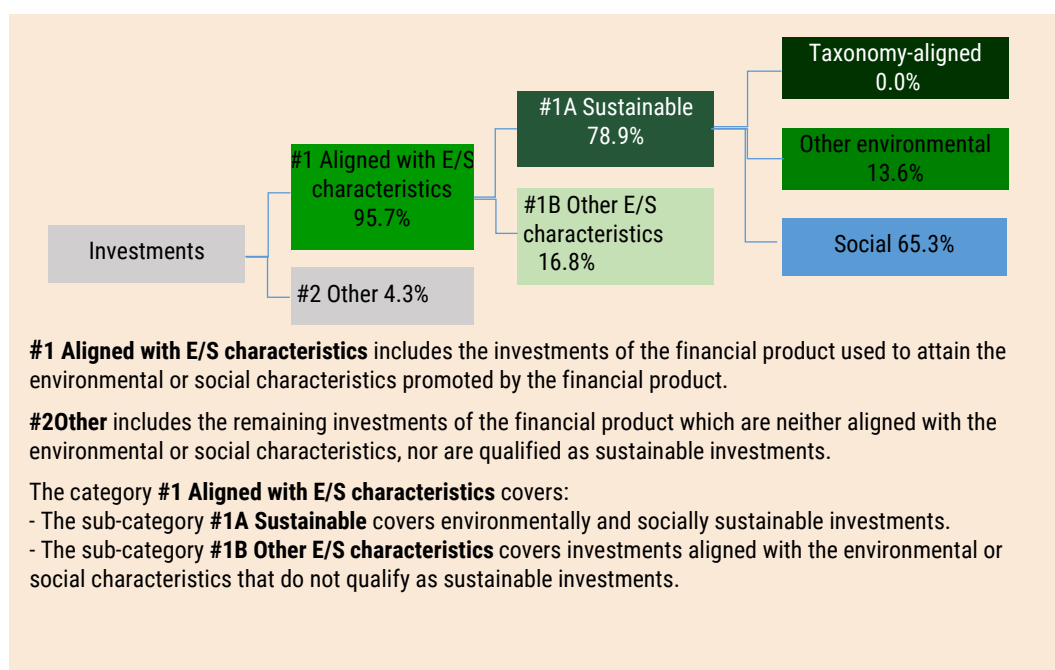 Investments
#1 Aligned with E/S
characteristics
95.7%
#2 Other 4.3%
#1A Sustainable
78.9%
#1B Other E/S
characteristics
16.8%
Taxonomy-aligned
0.0%
Other environmental
13.6%
Social 65.3%
#1 Aligned with E/S characteristics includes the investments of the financial product used to attain the
environmental or social characteristics promoted by the financial product.
#2Other includes the remaining investments of the financial product which are neither aligned with the
environmental or social characteristics, nor are qualified as sustainable investments.
The category #1 Aligned with E/S characteristics covers:
- The sub-category #1A Sustainable covers environmentally and socially sustainable investments.
- The sub-category #1B Other E/S characteristics covers investments aligned with the environmental or
social characteristics that do not qualify as sustainable investments.